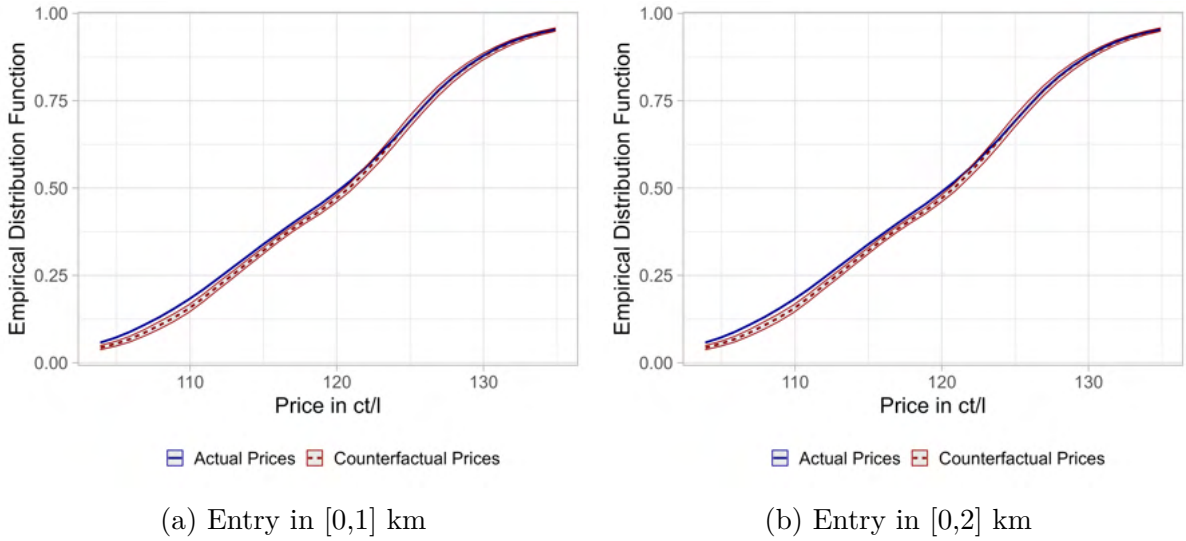 1.00
0.75
0.50
0.25
0.00
Empirical Distribution Function
110 120 130
Price in ct/l
Actual Prices Counterfactual Prices
(a) Entry in [0,1] km
1.00
0.75
0.50
0.25
0.00
Empirical Distribution Function
110 120 130
Price in ct/l
Actual Prices Counterfactual Prices
(b) Entry in [0,2] km